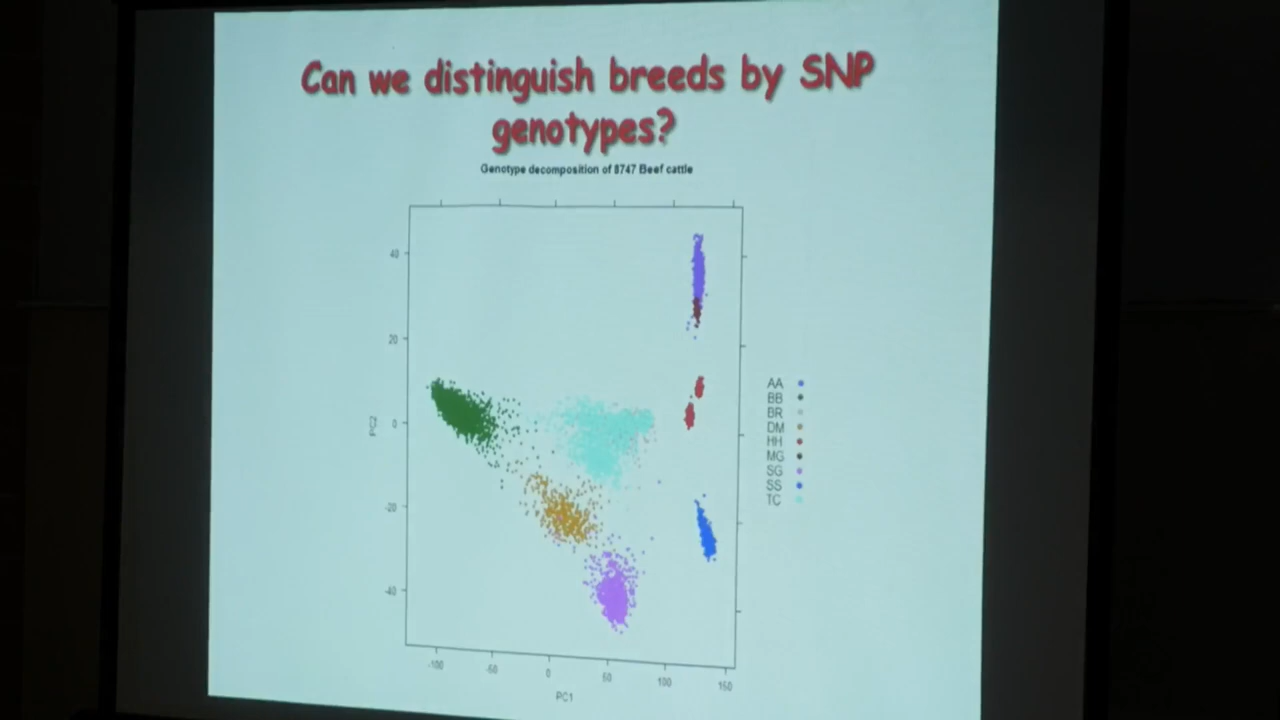 Can we distinguish breeds by SNP
genotypes?
Genotype decomposition of 8747 Beef cattle
40
20
0
-20
-40
PC2
-100
-50
0
50
100
150
PC1
AA
BB
BR
DM
HH
MG
SG
SS
TC